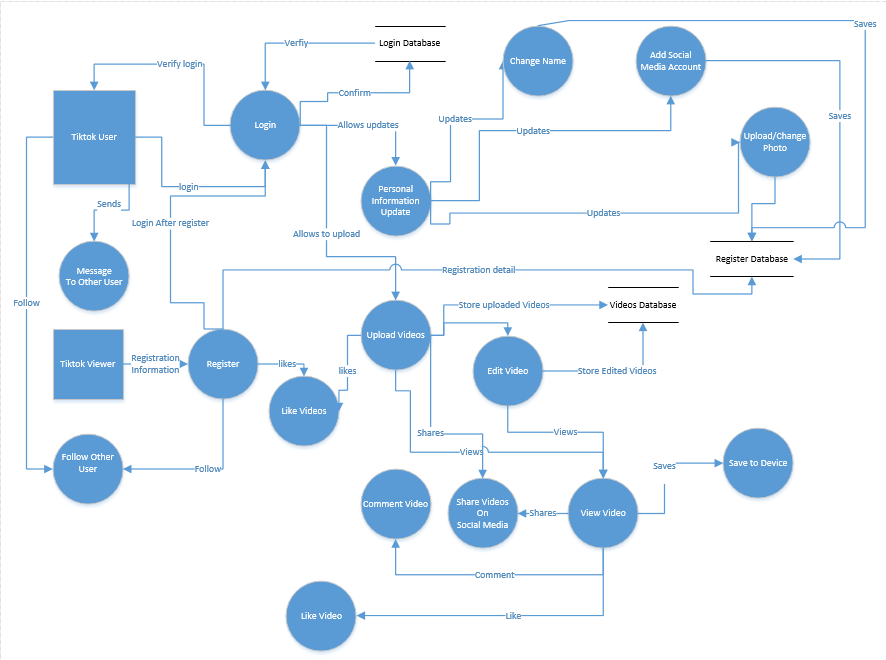 Saves
Verfiy
Login Database
Change Name
Add Social
Media Account
Verify login
Confirm
Tiktok User
Login
Allows updates
Updates
Updates
Saves
Upload/Change
Photo
login
Personal
Information
Update
Sends
Login After register
Updates
Allows to upload
Message
To Other User
Registration detail
Register Database
Follow
Store uploaded Videos
Videos Database
Upload Videos
Tiktok Viewer
Registration
Information
Register
likes
likes
Edit Video
Store Edited Videos
Like Videos
Shares
Views
Views
Follow Other
User
Follow
Saves
Save to Device
Comment Video
Share Videos
On
Social Media
Shares
View Video
Comment
Like Video
Like